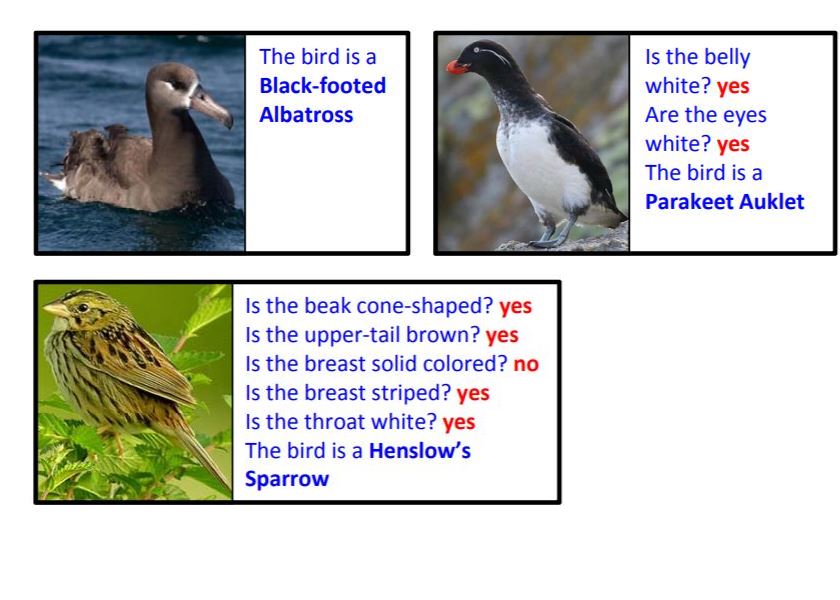 The bird is a
Black-footed
Albatross
Is the belly
white? yes
Are the eyes
white? yes
The bird is a
Parakeet Auklet
Is the beak cone-shaped? yes
Is the upper-tail brown? yes
Is the breast solid colored? no
Is the breast striped? yes
Is the throat white? yes
The bird is a Henslow's
Sparrow